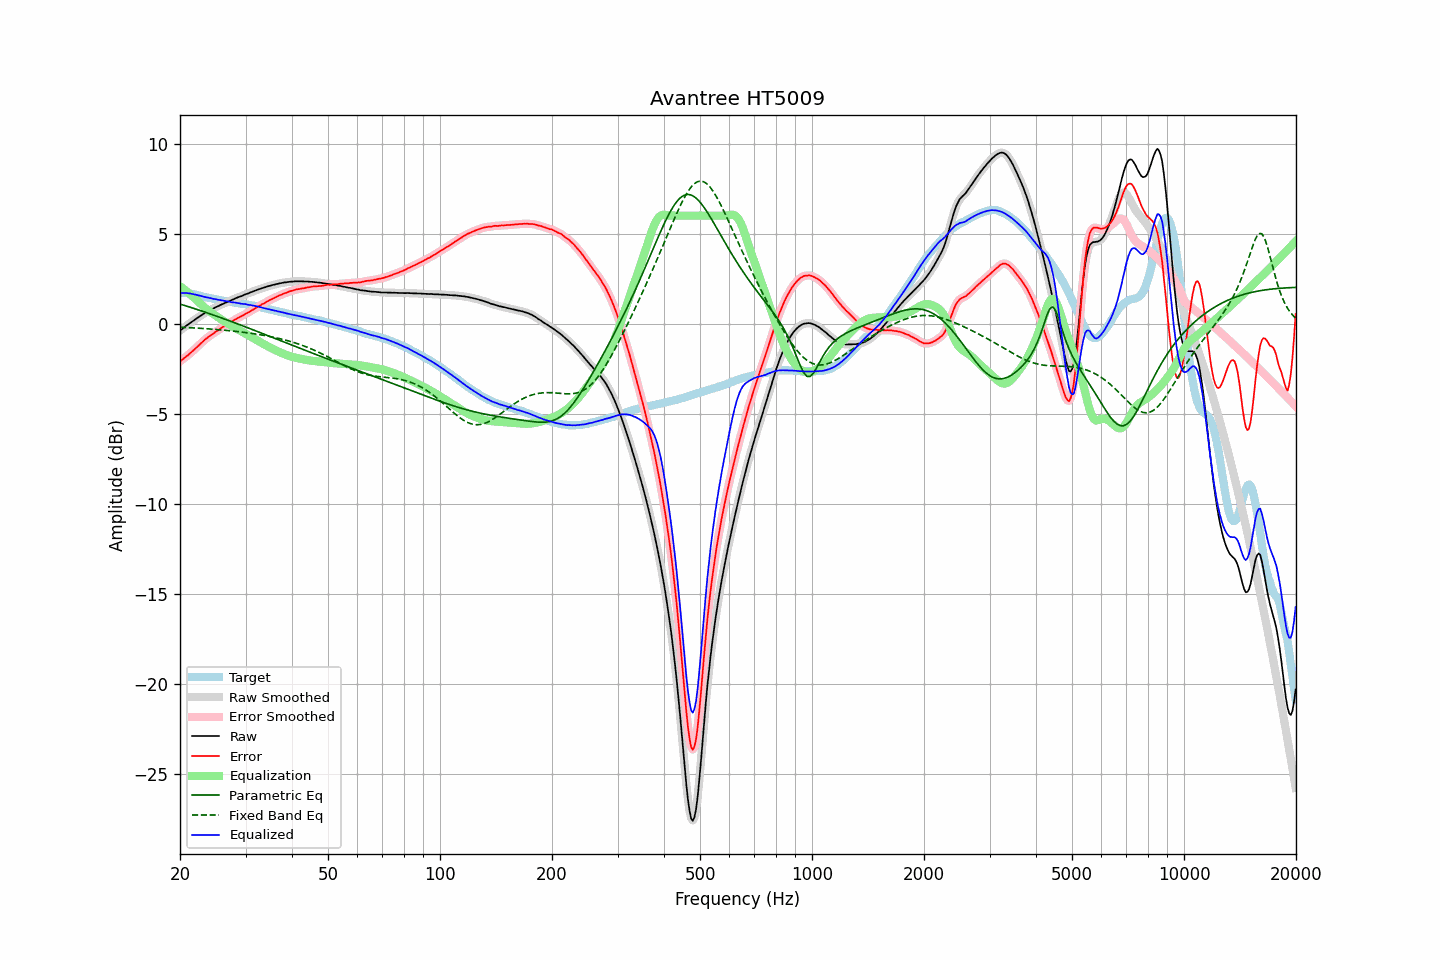 Avantree HT5009
Amplitude (dBr)
10
5
0
−5
−10
−15
−20
−25
Target
Raw Smoothed
Error Smoothed
Raw
Error
Equalization
Parametric Eq
Fixed Band Eq
Equalized
20
50
100
200
500
1000
2000
5000
10000
20000
Frequency (Hz)